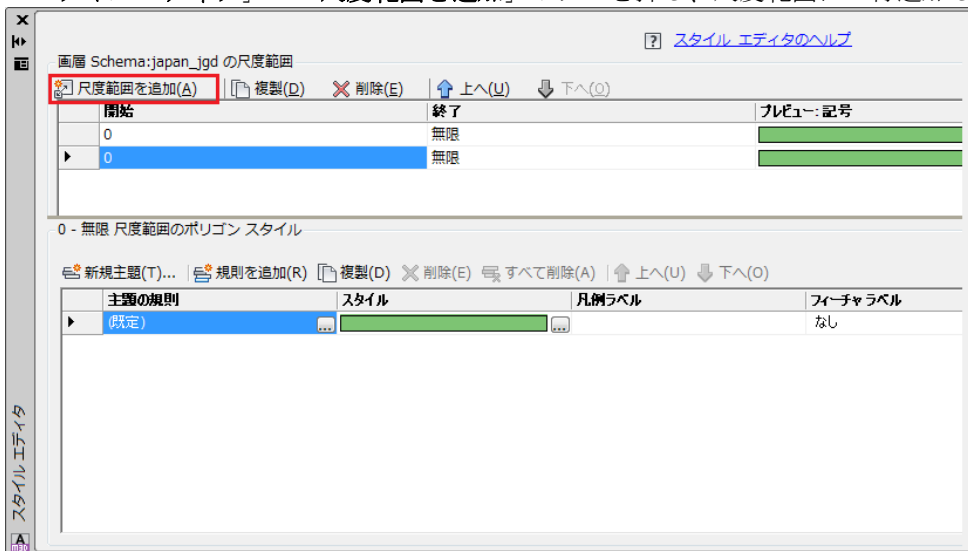 スタイル エディタのヘルプ
画層 Schema:japan_jgd の尺度範囲
尺度範囲を追加(A) 複製(D) 削除(E) 上へ(U) 下へ(O)
開始 終了 プレビュー: 記号
0 無限
0 無限
0 - 無限 尺度範囲のポリゴン スタイル
新規主題(T)... 規則を追加(R) 複製(D) 削除(E) すべて削除(A) 上へ(U) 下へ(O)
主題の規則 スタイル 凡例ラベル フィーチャ ラベル
(既定) ... ... なし
スタイル エディタ